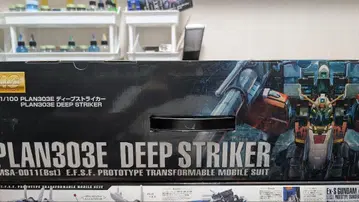 1/100 PLAN303E ディープストライカー
PLAN303E DEEP STRIKER
PLAN303E DEEP STRIKER
MSA-0011[Bst] E.F.S.F. PROTOTYPE TRANSFORMABLE MOBILE SUIT
Ex-S GUNDAM